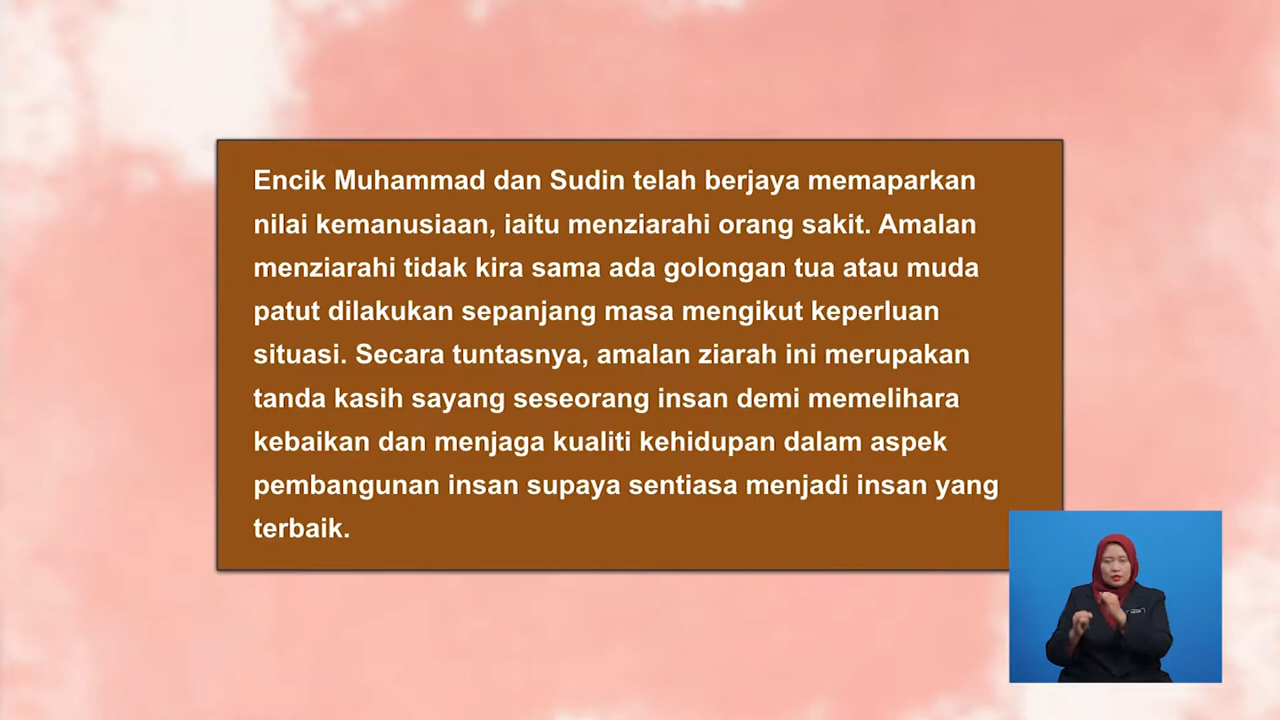 Encik Muhammad dan Sudin telah berjaya memaparkan
nilai kemanusiaan, iaitu menziarahi orang sakit. Amalan
menziarahi tidak kira sama ada golongan tua atau muda
patut dilakukan sepanjang masa mengikut keperluan
situasi. Secara tuntasnya, amalan ziarah ini merupakan
tanda kasih sayang seseorang insan demi memelihara
kebaikan dan menjaga kualiti kehidupan dalam aspek
pembangunan insan supaya sentiasa menjadi insan yang
terbaik.